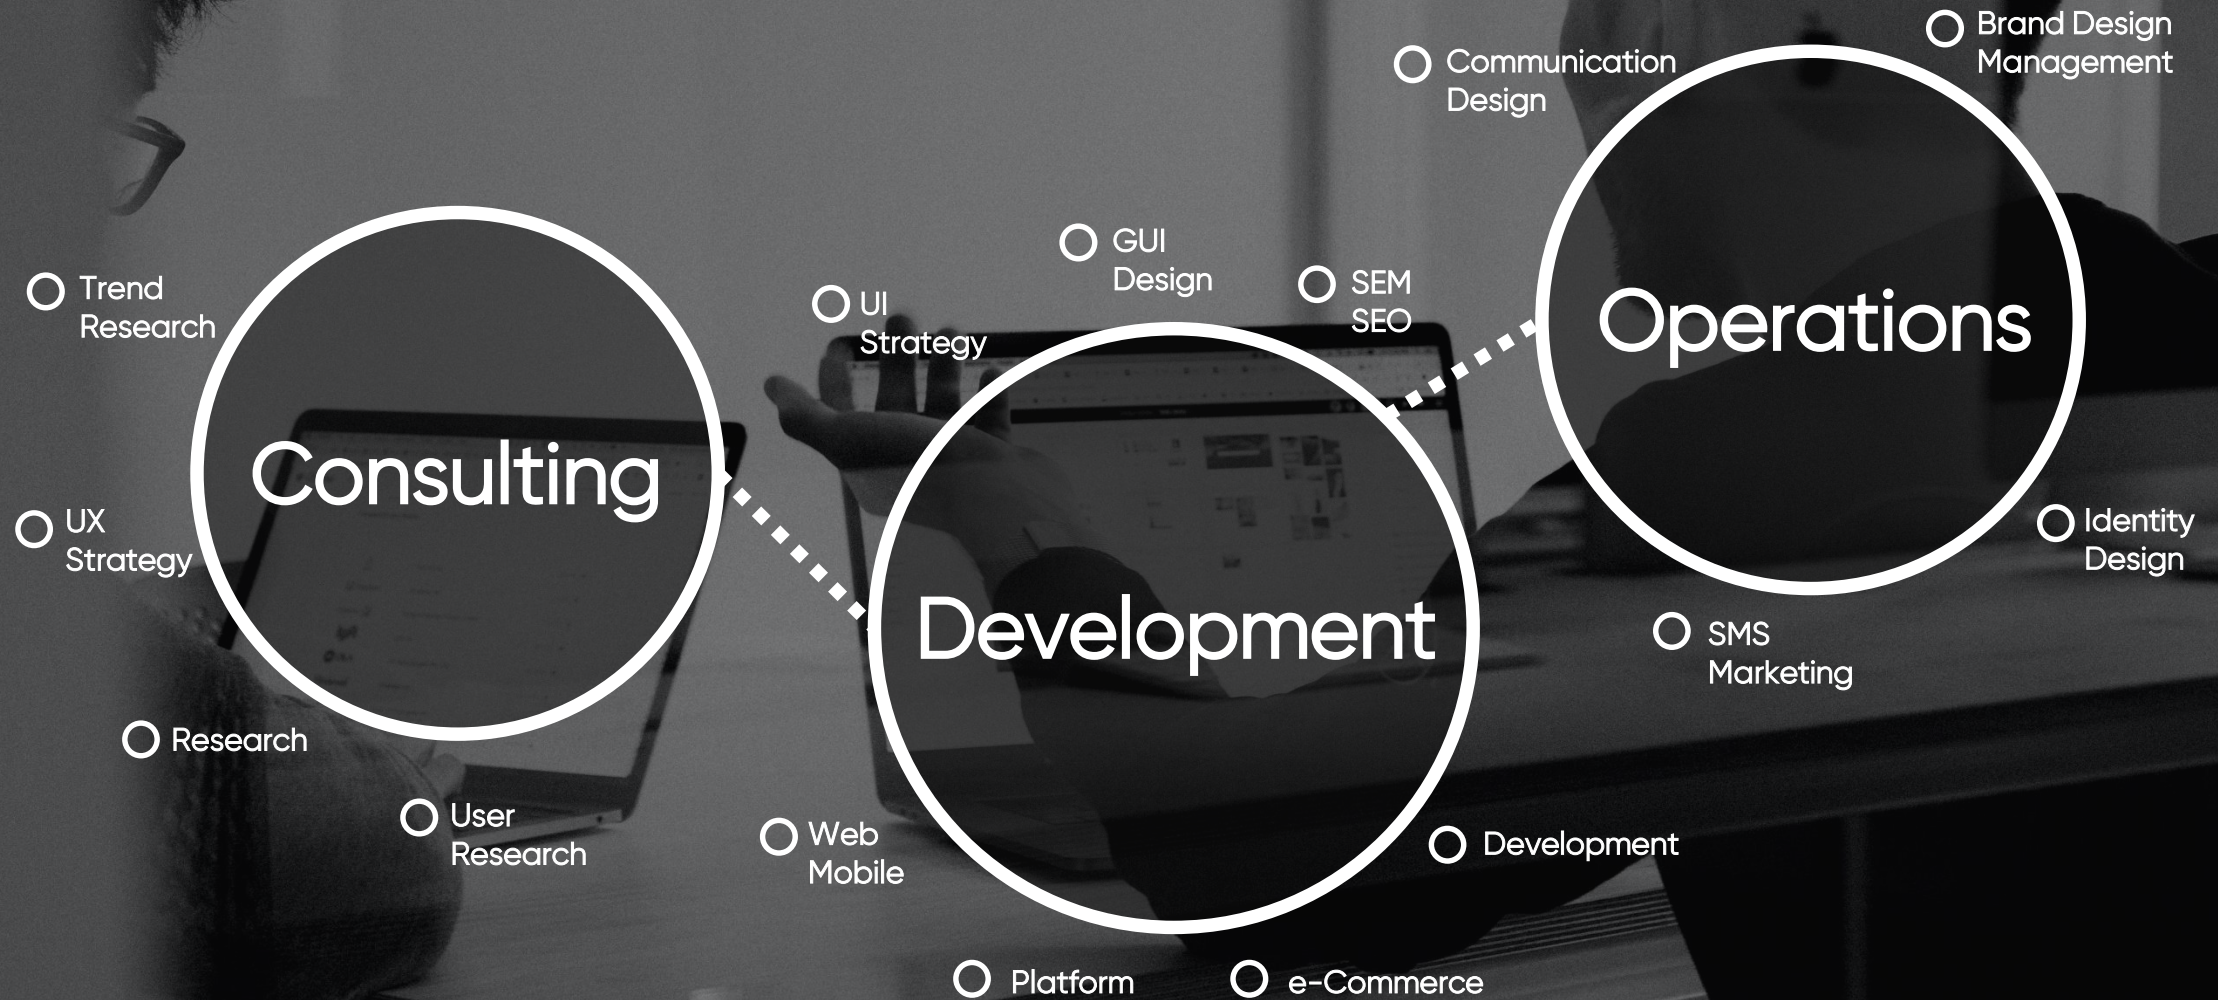 Trend
Research
UX
Strategy
Consulting
Research
User
Research
UI
Strategy
GUI
Design
SEM
SEO
Development
Web
Mobile
Platform
e-Commerce
Development
Communication
Design
Brand Design
Management
Operations
Identity
Design
SMS
Marketing